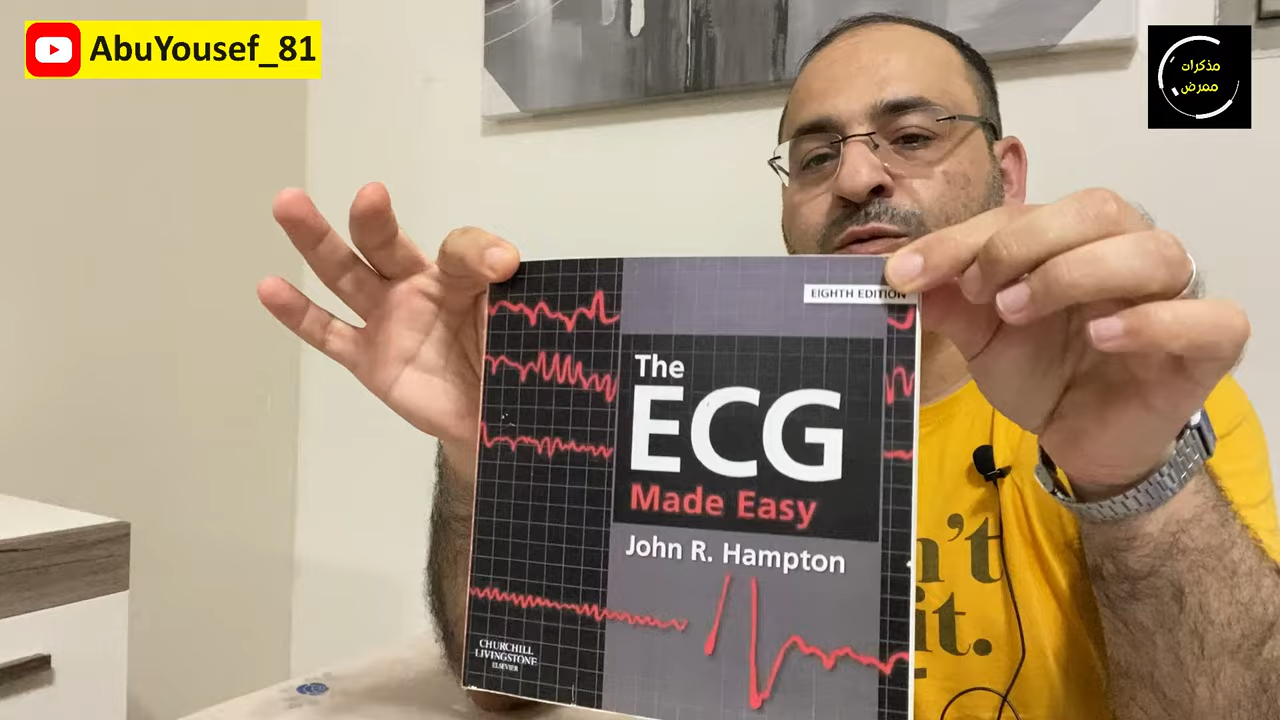 AbuYousef_81
مذكرات
ممرض
EIGHTH EDITION
The
ECG
Made Easy
John R. Hampton
CHURCHILL
LIVINGSTONE
ELSEVIER
n't
it.